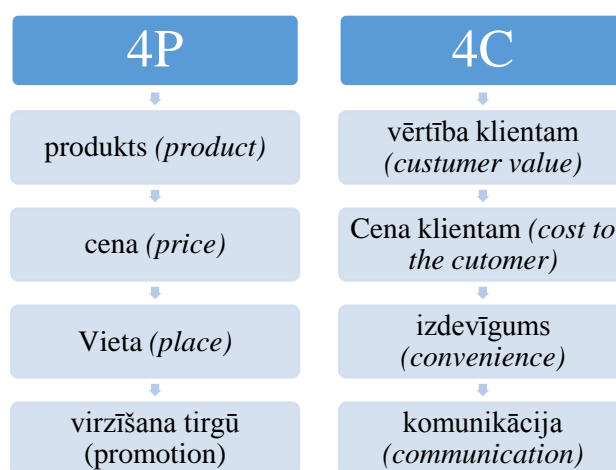 4P
produkts (product)
cena (price)
Vieta (place)
virzīšana tirgū
(promotion)
4C
vērtība klientam
(custumer value)
Cena klientam (cost to
the cutomer)
izdevīgums
(convenience)
komunikācija
(communication)